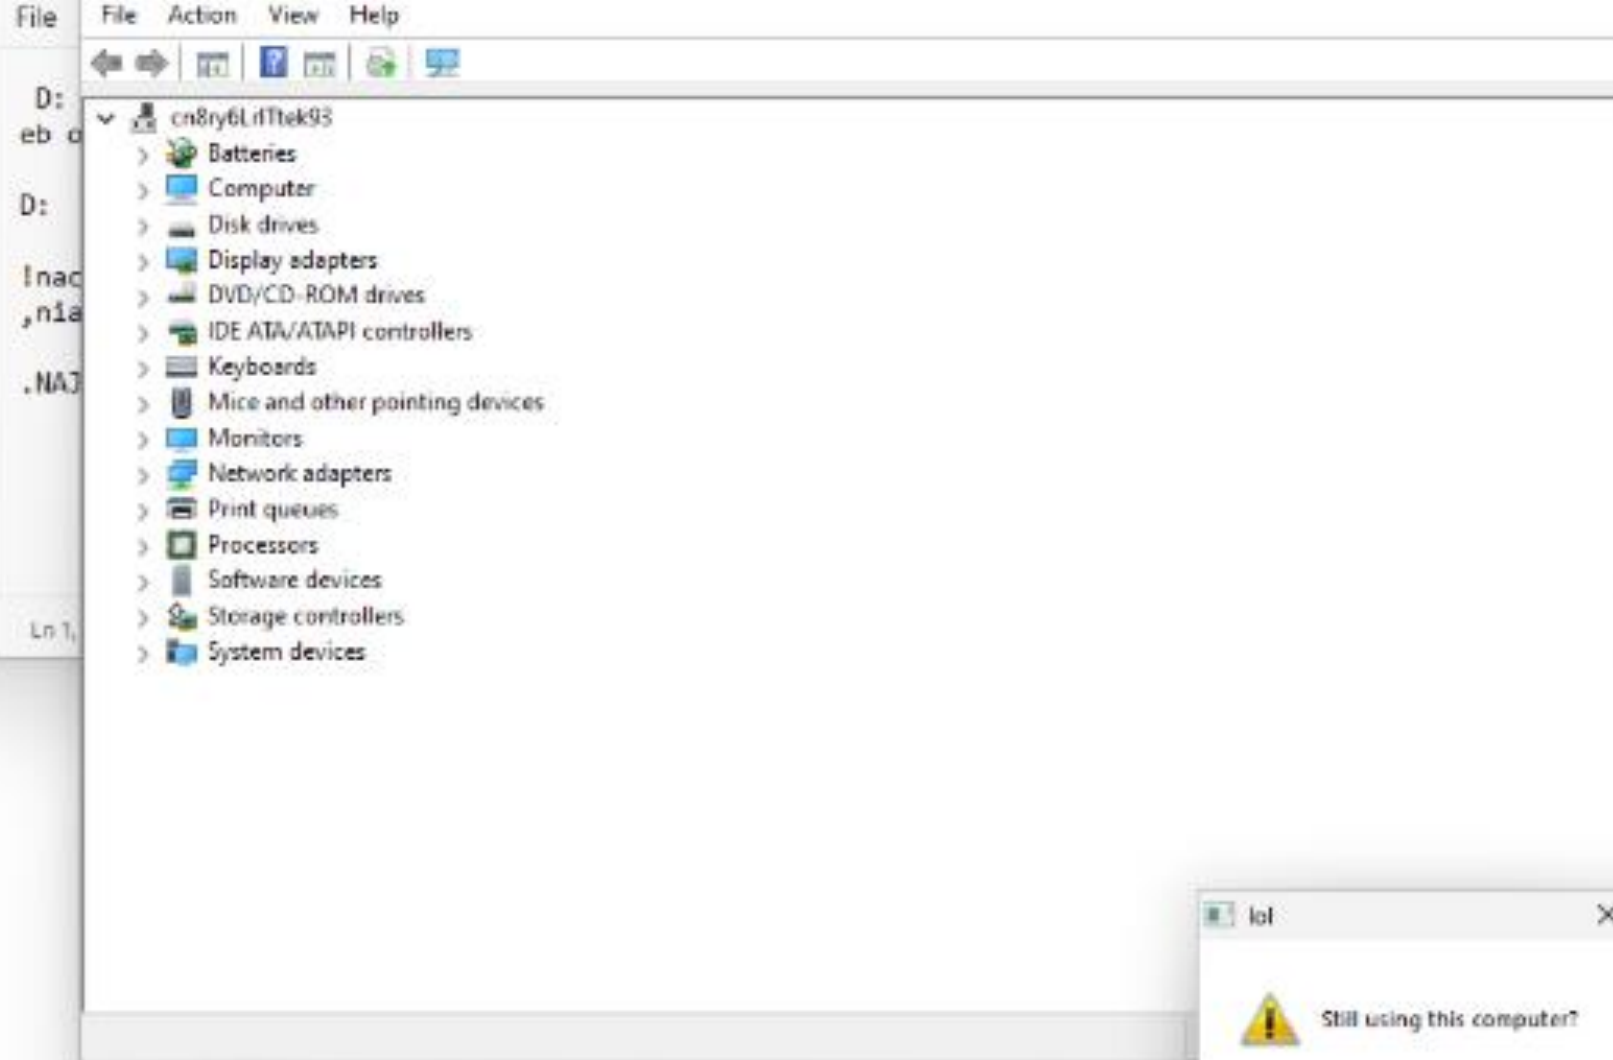 File
File Action View Help
D:
eb o
D:
!nac
,nia
.NAI
Ln 1,
Batteries
Computer
Disk drives
Display adapters
DVD/CD-ROM drives
IDE ATA/ATAPI controllers
Keyboards
Mice and other pointing devices
Monitors
Network adapters
Print queues
Processors
Software devices
Storage controllers
System devices
lol
Still using this computer?